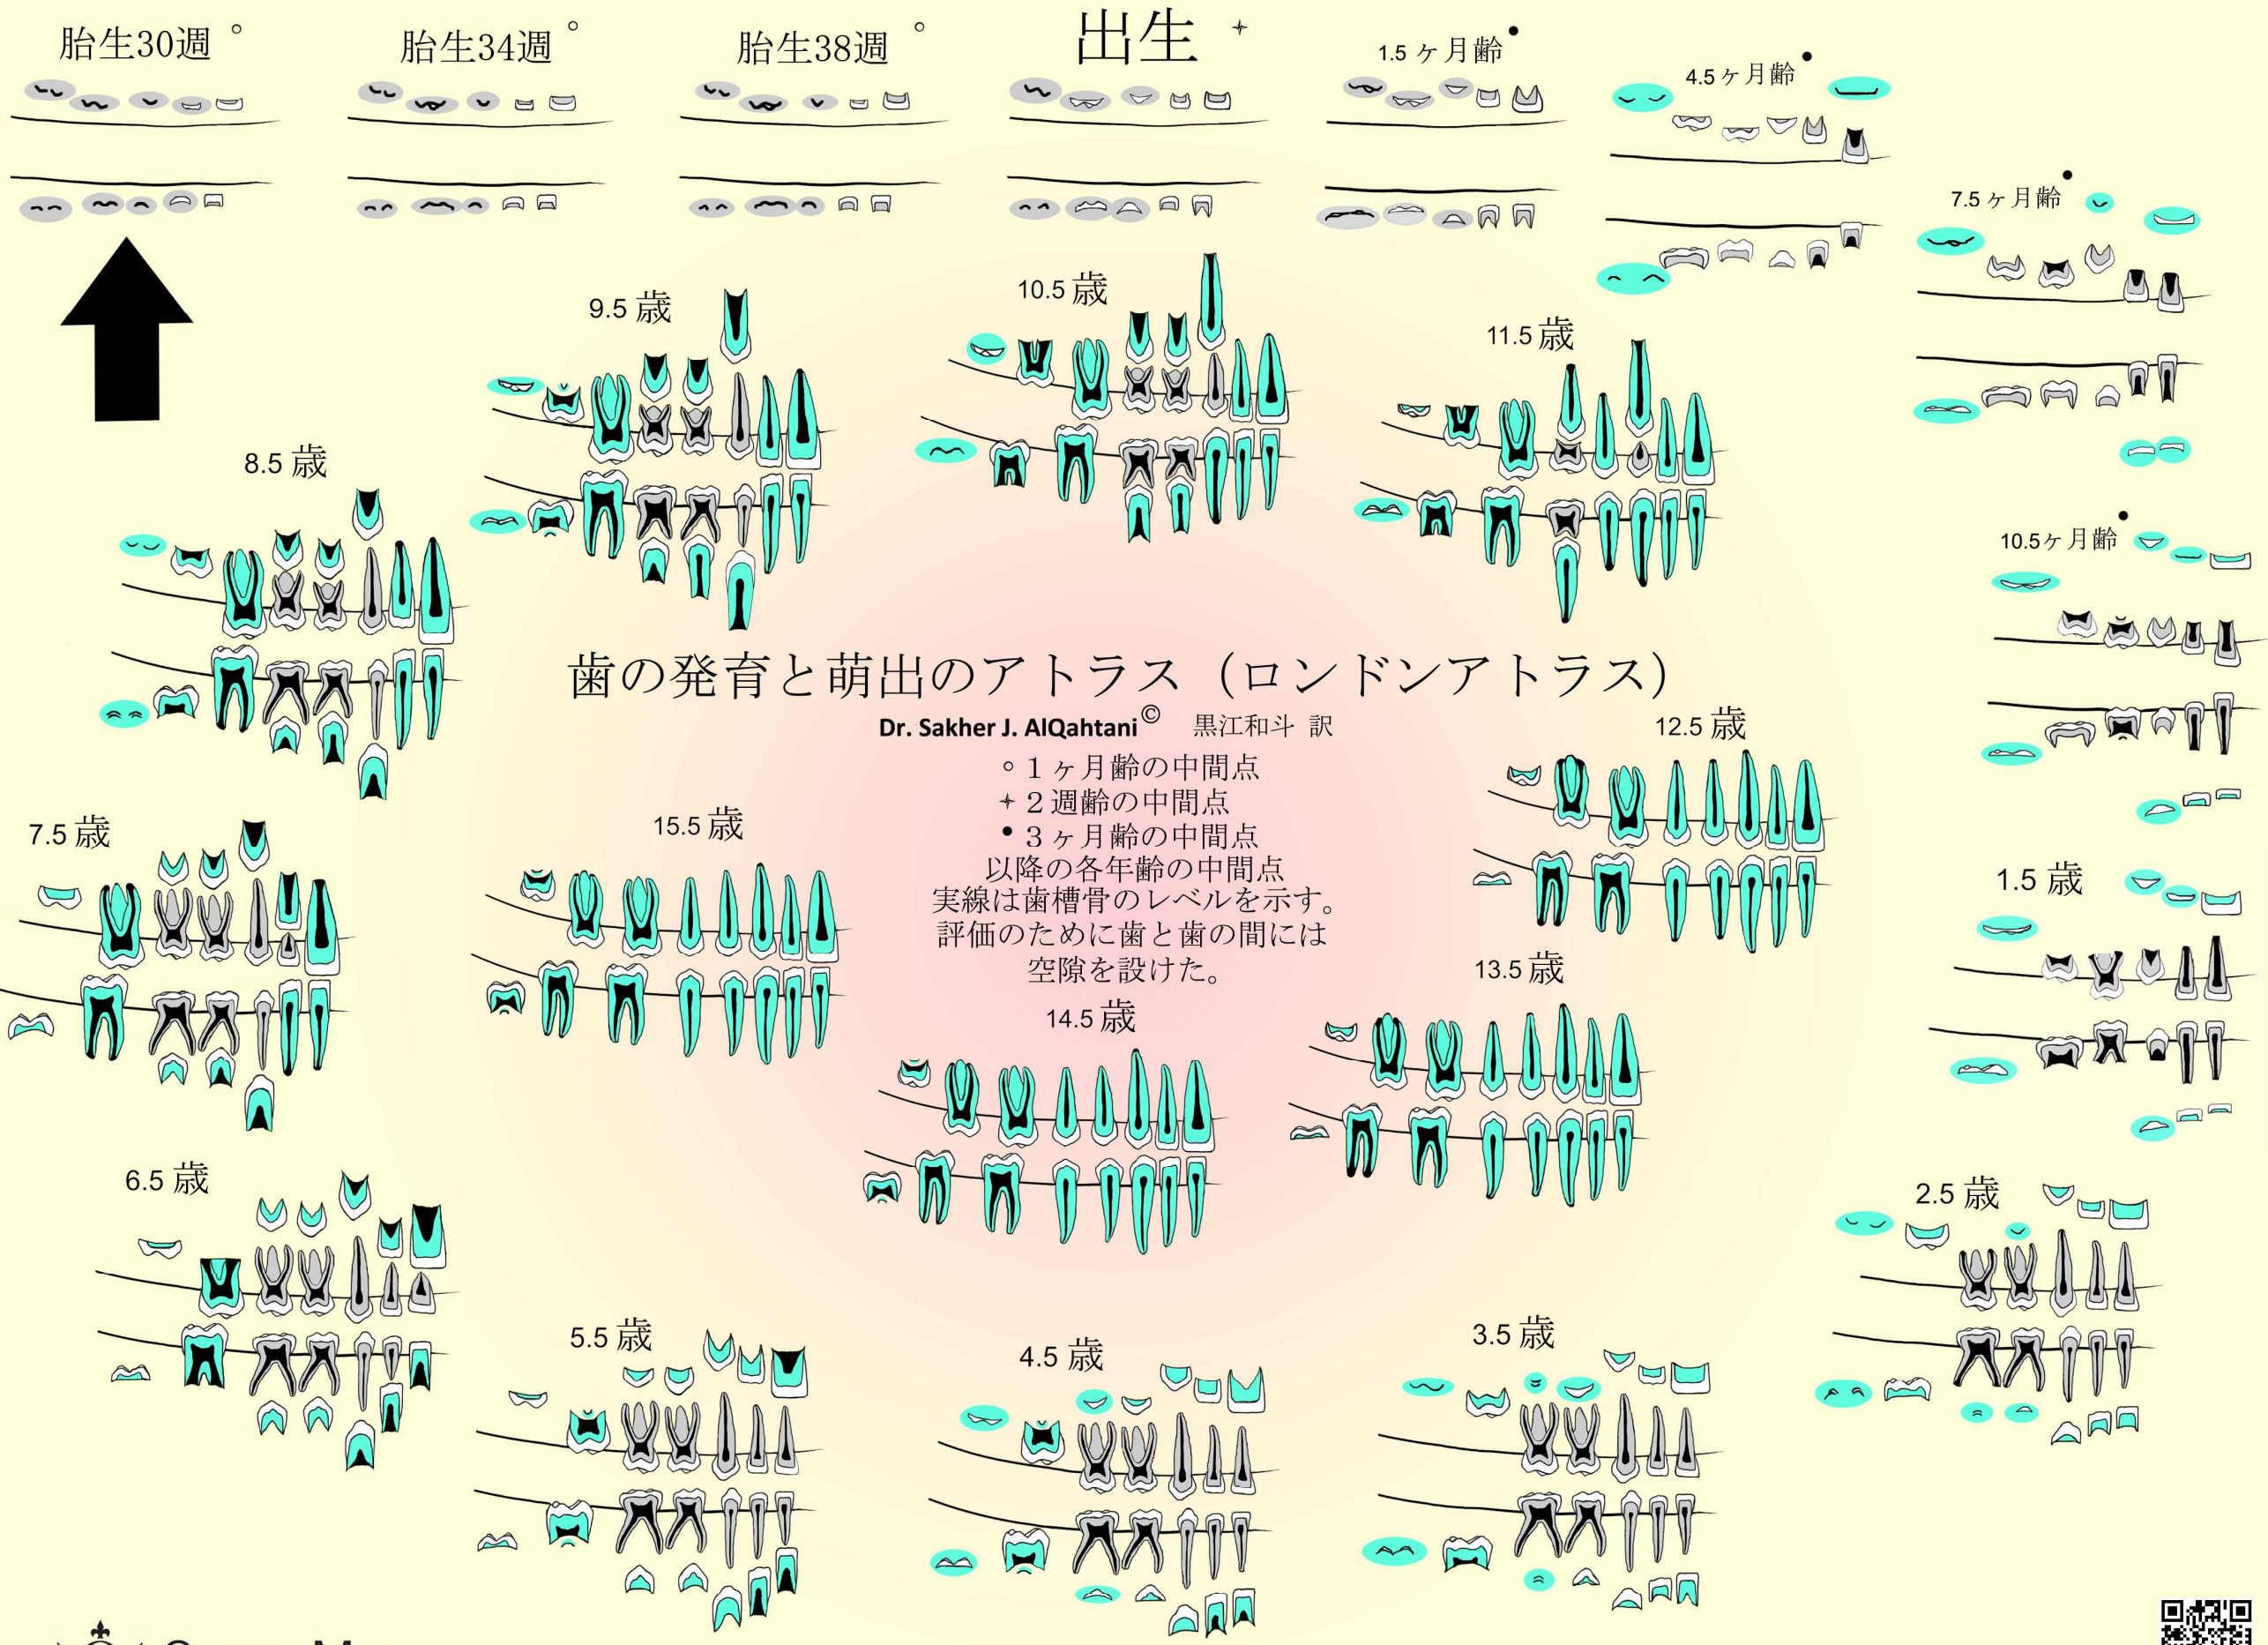 胎生30週 °
胎生34週 °
胎生38週 °
出生 +
1.5 ヶ月齢 •
4.5ヶ月齢 •
7.5 ヶ月齢 •
9.5 歳
10.5 歳
11.5 歳
8.5 歳
10.5ヶ月齢 •
歯の発育と萌出のアトラス（ロンドンアトラス）
Dr. Sakher J. AlQahtani© 黒江和斗 訳
12.5 歳
○ 1ヶ月齢の中間点
+ 2週齢の中間点
• 3ヶ月齢の中間点
以降の各年齢の中間点
実線は歯槽骨のレベルを示す。
評価のために歯と歯の間には
空隙を設けた。
7.5 歳
15.5 歳
1.5 歳
13.5 歳
14.5 歳
6.5 歳
2.5 歳
5.5 歳
4.5 歳
3.5 歳